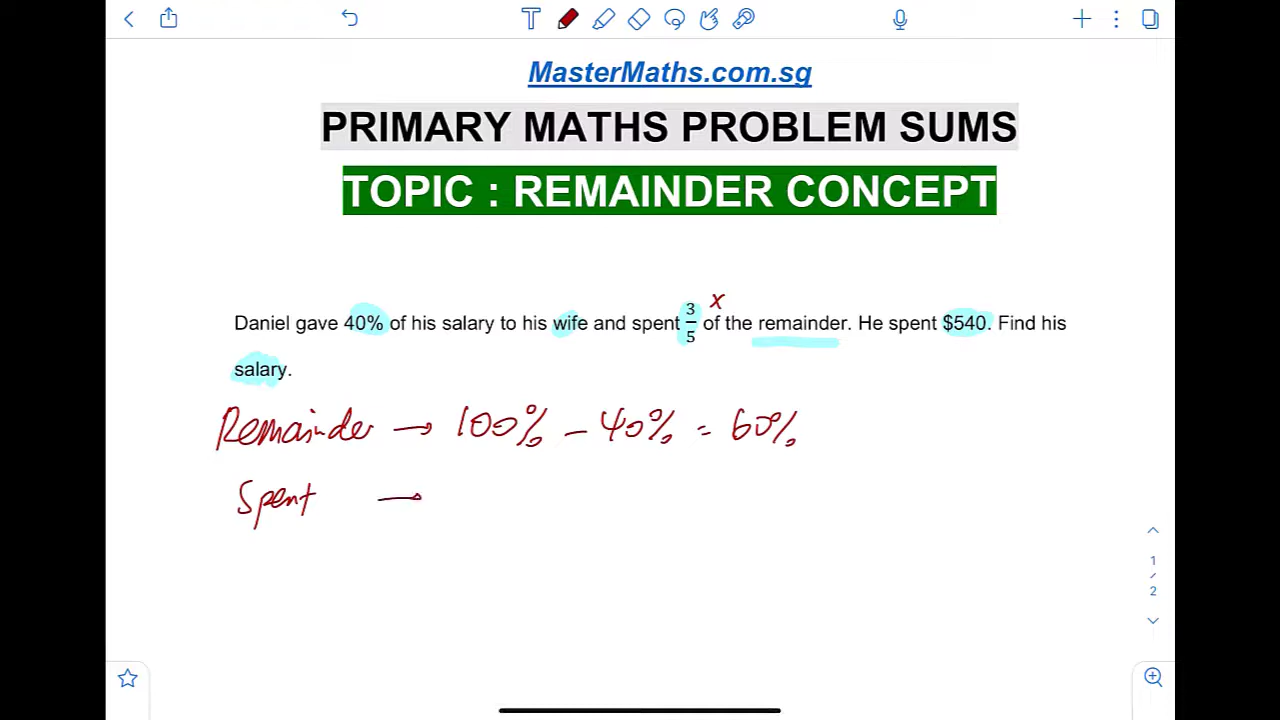 MasterMaths.com.sg
PRIMARY MATHS PROBLEM SUMS
TOPIC : REMAINDER CONCEPT
x
Daniel gave 40% of his salary to his wife and spent 3/5 of the remainder. He spent $540. Find his
salary.
Remainder → 100% - 40% = 60%
Spent →
1
/
2